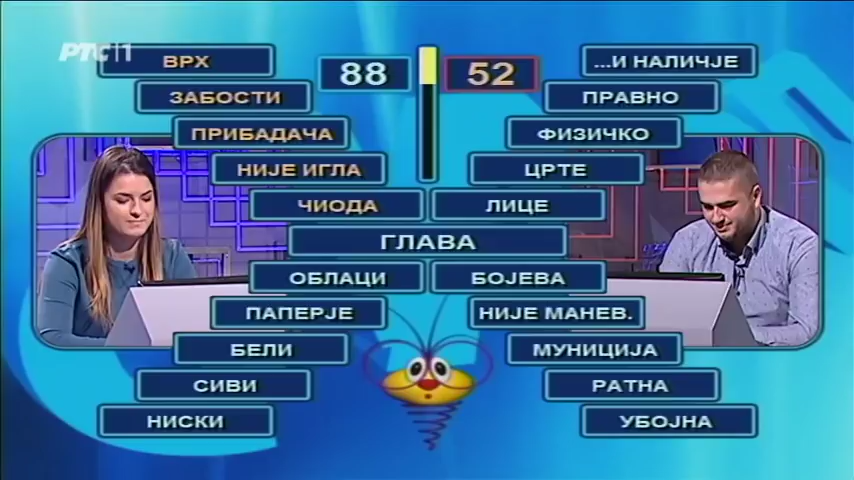 РТС 1
ВРХ
88
52
...И НАЛИЧЈЕ
ЗАБОСТИ
ПРАВНО
ПРИБАДАЧА
ФИЗИЧКО
НИЈЕ ИГЛА
ЦРТЕ
ЧИОДА
ЛИЦЕ
ГЛАВА
ОБЛАЦИ
БОЈЕВА
ПАПЕРЈЕ
НИЈЕ МАНЕВ.
БЕЛИ
МУНИЦИЈА
СИВИ
РАТНА
НИСКИ
УБОЈНА